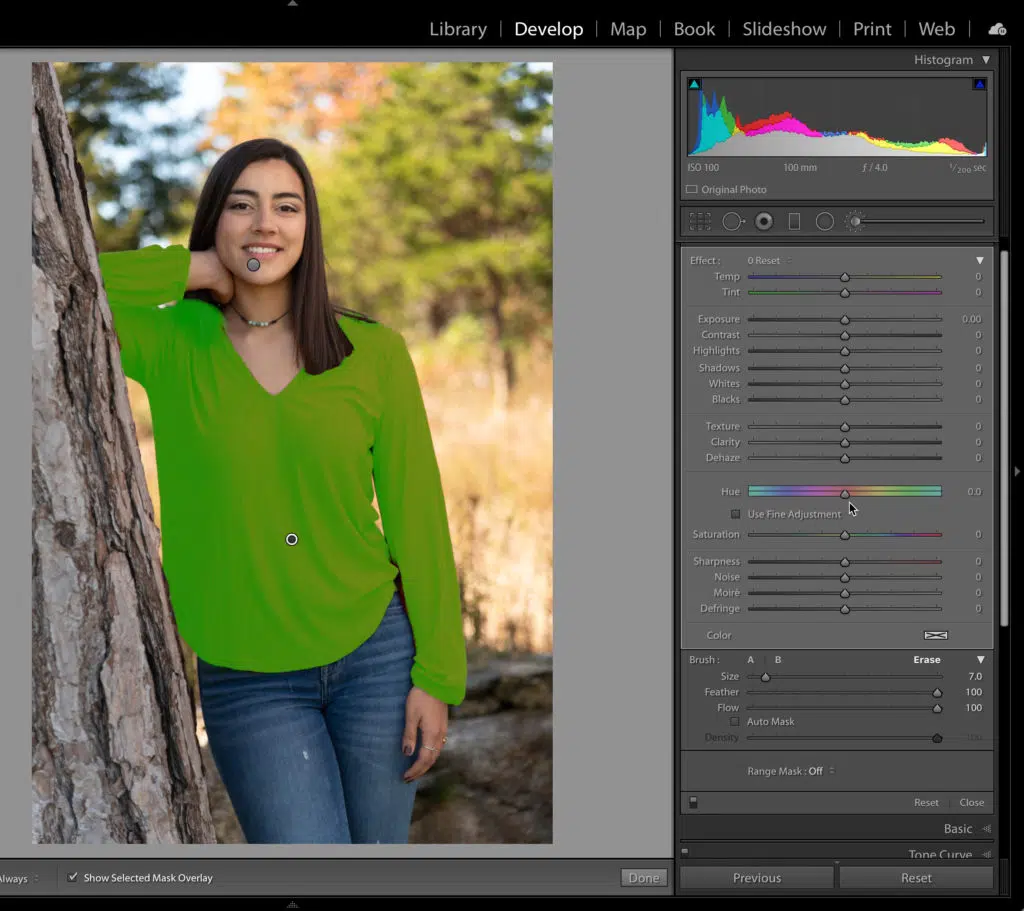 Library | Develop | Map | Book | Slideshow | Print | Web |
Histogram
ISO 100 100 mm ƒ / 4.0 1/200 sec
Original Photo
Effect : 0 Reset
Temp 0
Tint 0
Exposure 0.00
Contrast 0
Highlights 0
Shadows 0
Whites 0
Blacks 0
Texture 0
Clarity 0
Dehaze 0
Hue 0.0
Use Fine Adjustment
Saturation 0
Sharpness 0
Noise 0
Moiré 0
Defringe 0
Color
Brush : A B Erase
Size 7.0
Feather 100
Flow 100
Auto Mask
Density 100
Range Mask : Off
Reset Close
Basic
Tone Curve
Always Show Selected Mask Overlay Done
Previous Reset